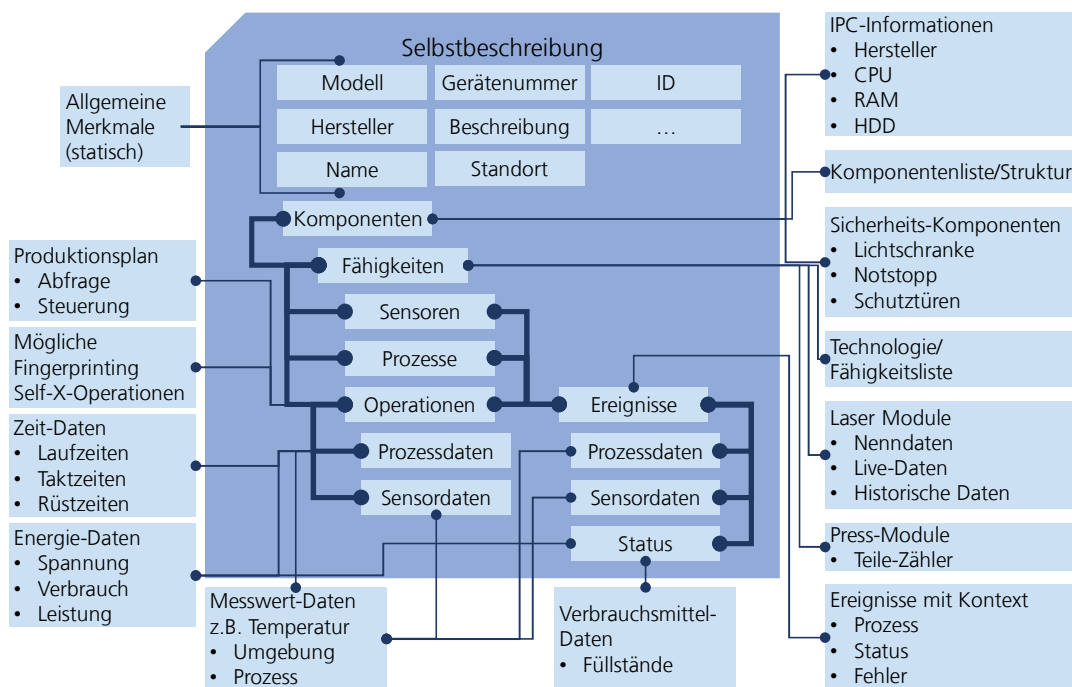 Selbstbeschreibung
Modell
Gerätenummer
ID
Hersteller
Beschreibung
...
Name
Standort
Allgemeine
Merkmale
(statisch)
Komponenten
Fähigkeiten
Sensoren
Prozesse
Operationen
Prozessdaten
Sensordaten
Ereignisse
Prozessdaten
Sensordaten
Status
Produktionsplan
• Abfrage
• Steuerung
Mögliche
Fingerprinting
Self-X-Operationen
Zeit-Daten
• Laufzeiten
• Taktzeiten
• Rüstzeiten
Energie-Daten
• Spannung
• Verbrauch
• Leistung
Messwert-Daten
z.B. Temperatur
• Umgebung
• Prozess
Verbrauchsmittel-
Daten
• Füllstände
IPC-Informationen
• Hersteller
• CPU
• RAM
• HDD
Komponentenliste/Struktur
Sicherheits-Komponenten
• Lichtschranke
• Notstopp
• Schutztüren
Technologie/
Fähigkeitsliste
Laser Module
• Nenndaten
• Live-Daten
• Historische Daten
Press-Module
• Teile-Zähler
Ereignisse mit Kontext
• Prozess
• Status
• Fehler